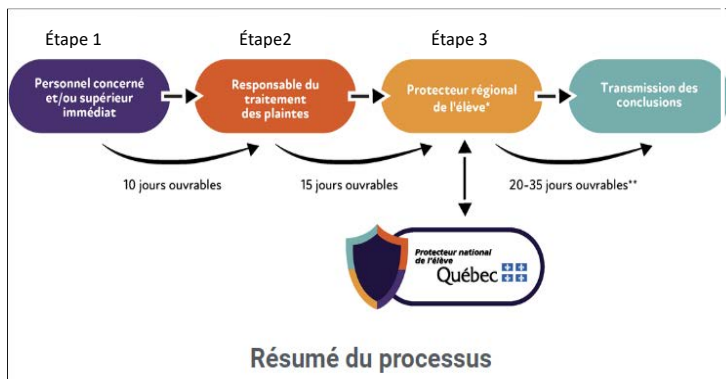 Étape 1
Étape2
Étape 3
Personnel concerné
et/ou supérieur
immédiat
Responsable du
traitement
des plaintes
Protecteur régional
de l'élève*
Transmission des
conclusions
10 jours ouvrables
15 jours ouvrables
20-35 jours ouvrables**
Protecteur national
de l'élève
Québec
Résumé du processus